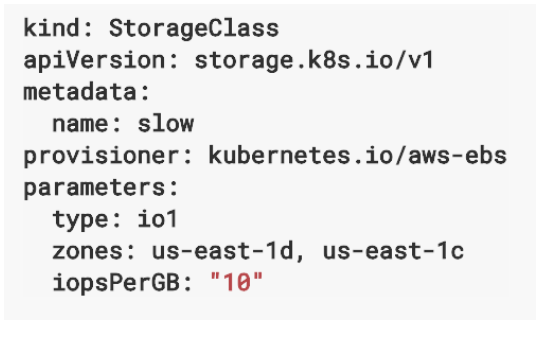 kind: StorageClass
apiVersion: storage.k8s.io/v1
metadata:
  name: slow
provisioner: kubernetes.io/aws-ebs
parameters:
  type: io1
  zones: us-east-1d, us-east-1c
  iopsPerGB: "10"